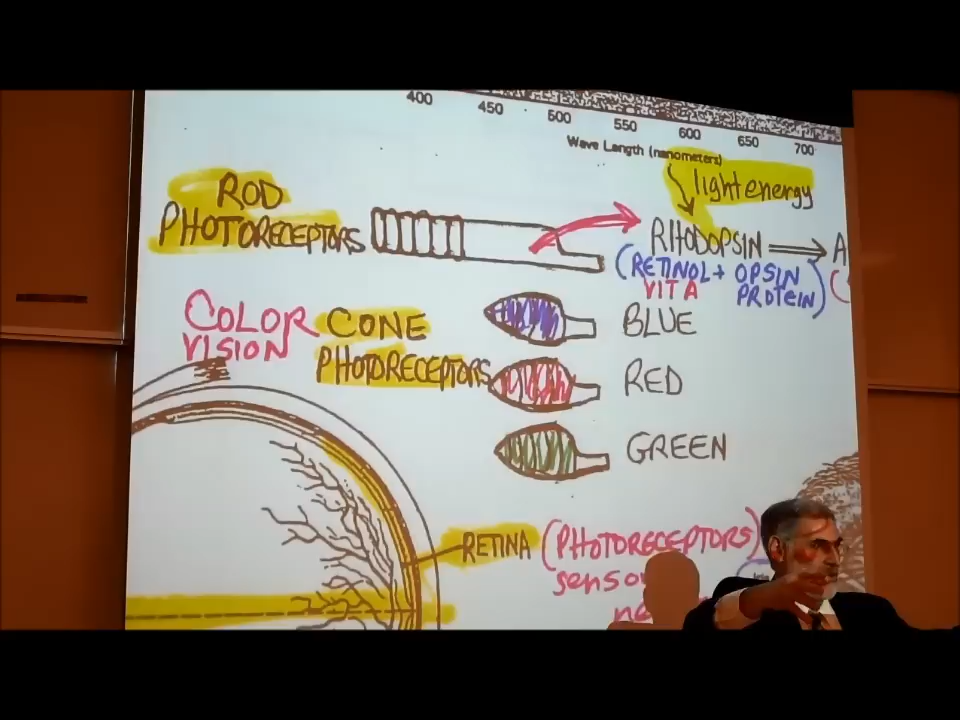 400 450 500 550 600 650 700
Wave Length (nanometers)
light energy
ROD
PHOTORECEPTORS
RHODOPSIN
(RETINOL + OPSIN
VIT A PROTEIN)
COLOR CONE
VISION PHOTORECEPTORS
BLUE
RED
GREEN
RETINA (PHOTORECEPTORS)